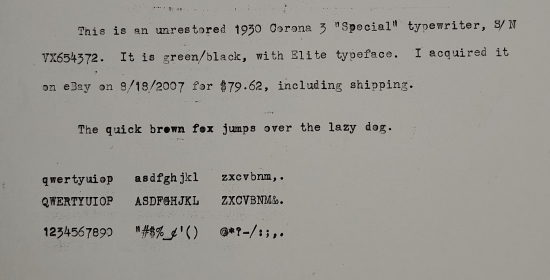 This is an unrestored 1930 Corona 3 "Special" typewriter, S/N
VX654372. It is green/black, with Elite typeface. I acquired it
on eBay on 8/18/2007 for $79.62, including shipping.
The quick brown fox jumps over the lazy dog.
qwertyuiop asdfghjkl zxcvbnm,.
QWERTYUIOP ASDFGHJKL ZXCVBNM&.
1234567890 "#$%_¢'() @*?-/:;,.